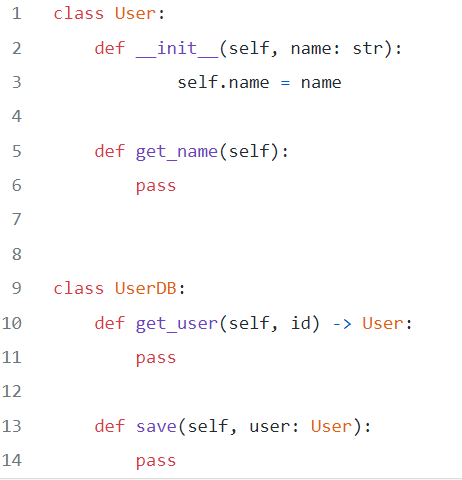 1 class User:
2     def __init__(self, name: str):
3             self.name = name
4
5     def get_name(self):
6         pass
7
8
9 class UserDB:
10     def get_user(self, id) -> User:
11         pass
12
13     def save(self, user: User):
14         pass